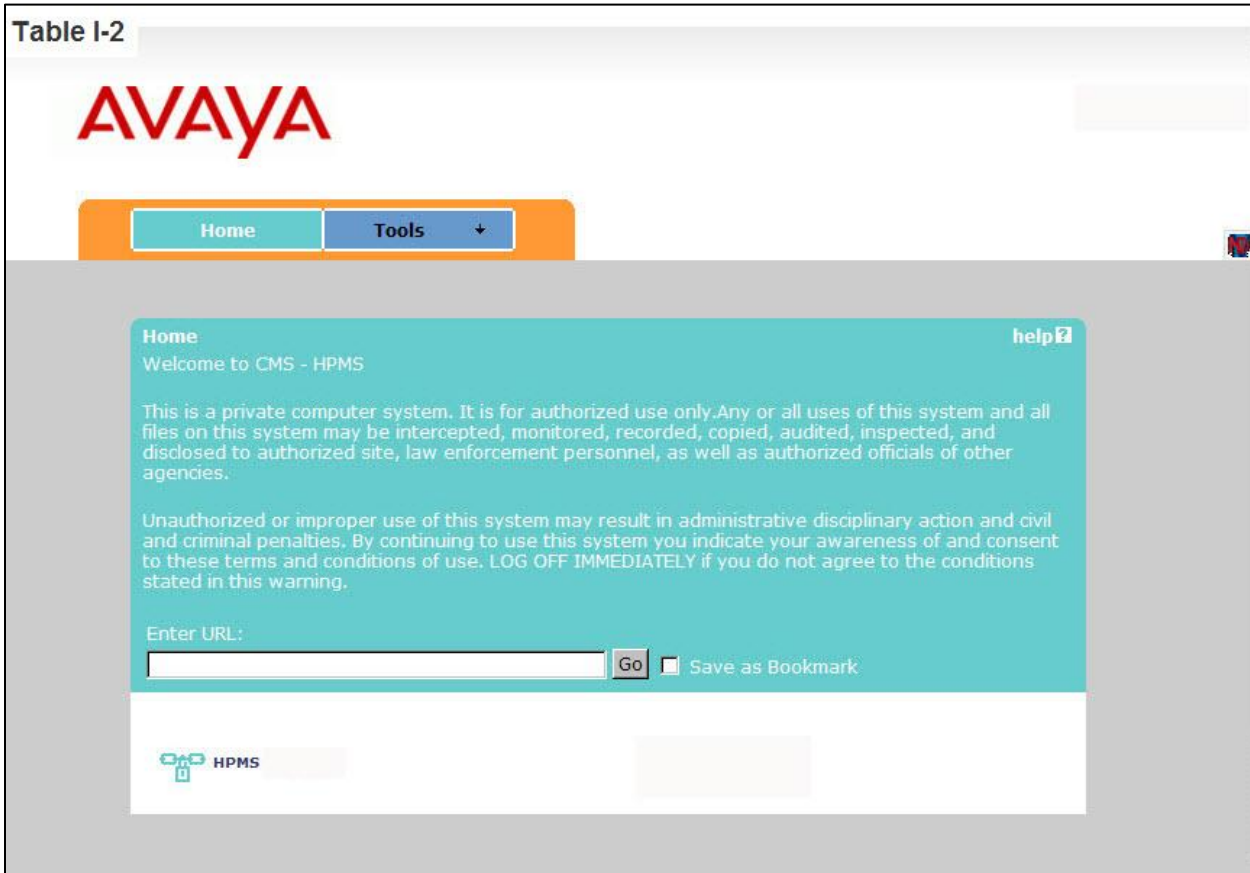 Table I-2
AVAYA
Home
Tools
Home
help?
Welcome to CMS - HPMS
This is a private computer system. It is for authorized use only.Any or all uses of this system and all
files on this system may be intercepted, monitored, recorded, copied, audited, inspected, and
disclosed to authorized site, law enforcement personnel, as well as authorized officials of other
agencies.
Unauthorized or improper use of this system may result in administrative disciplinary action and civil
and criminal penalties. By continuing to use this system you indicate your awareness of and consent
to these terms and conditions of use. LOG OFF IMMEDIATELY if you do not agree to the conditions
stated in this warning.
Enter URL:
Go
Save as Bookmark
HPMS